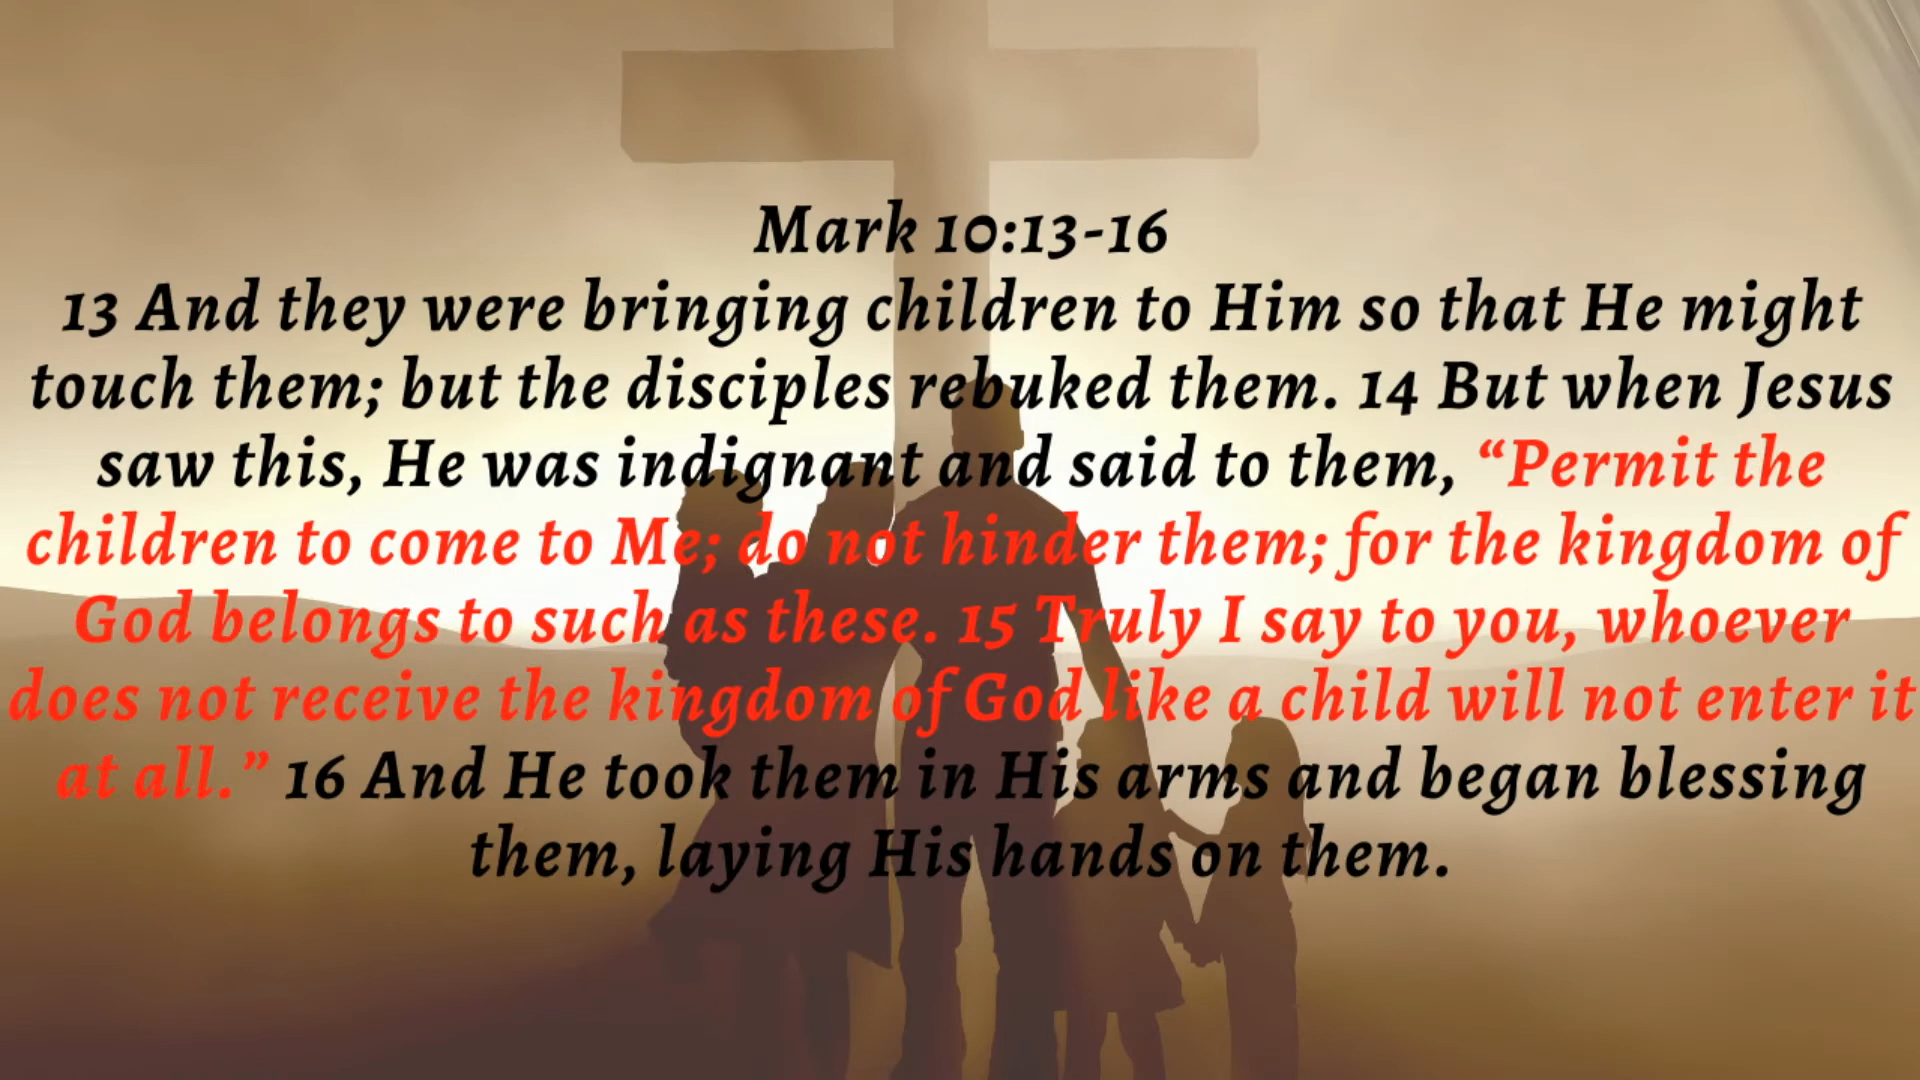 Mark 10:13-16
13 And they were bringing children to Him so that He might
touch them; but the disciples rebuked them. 14 But when Jesus
saw this, He was indignant and said to them, “Permit the
children to come to Me; do not hinder them; for the kingdom of
God belongs to such as these. 15 Truly I say to you, whoever
does not receive the kingdom of God like a child will not enter it
at all.” 16 And He took them in His arms and began blessing
them, laying His hands on them.